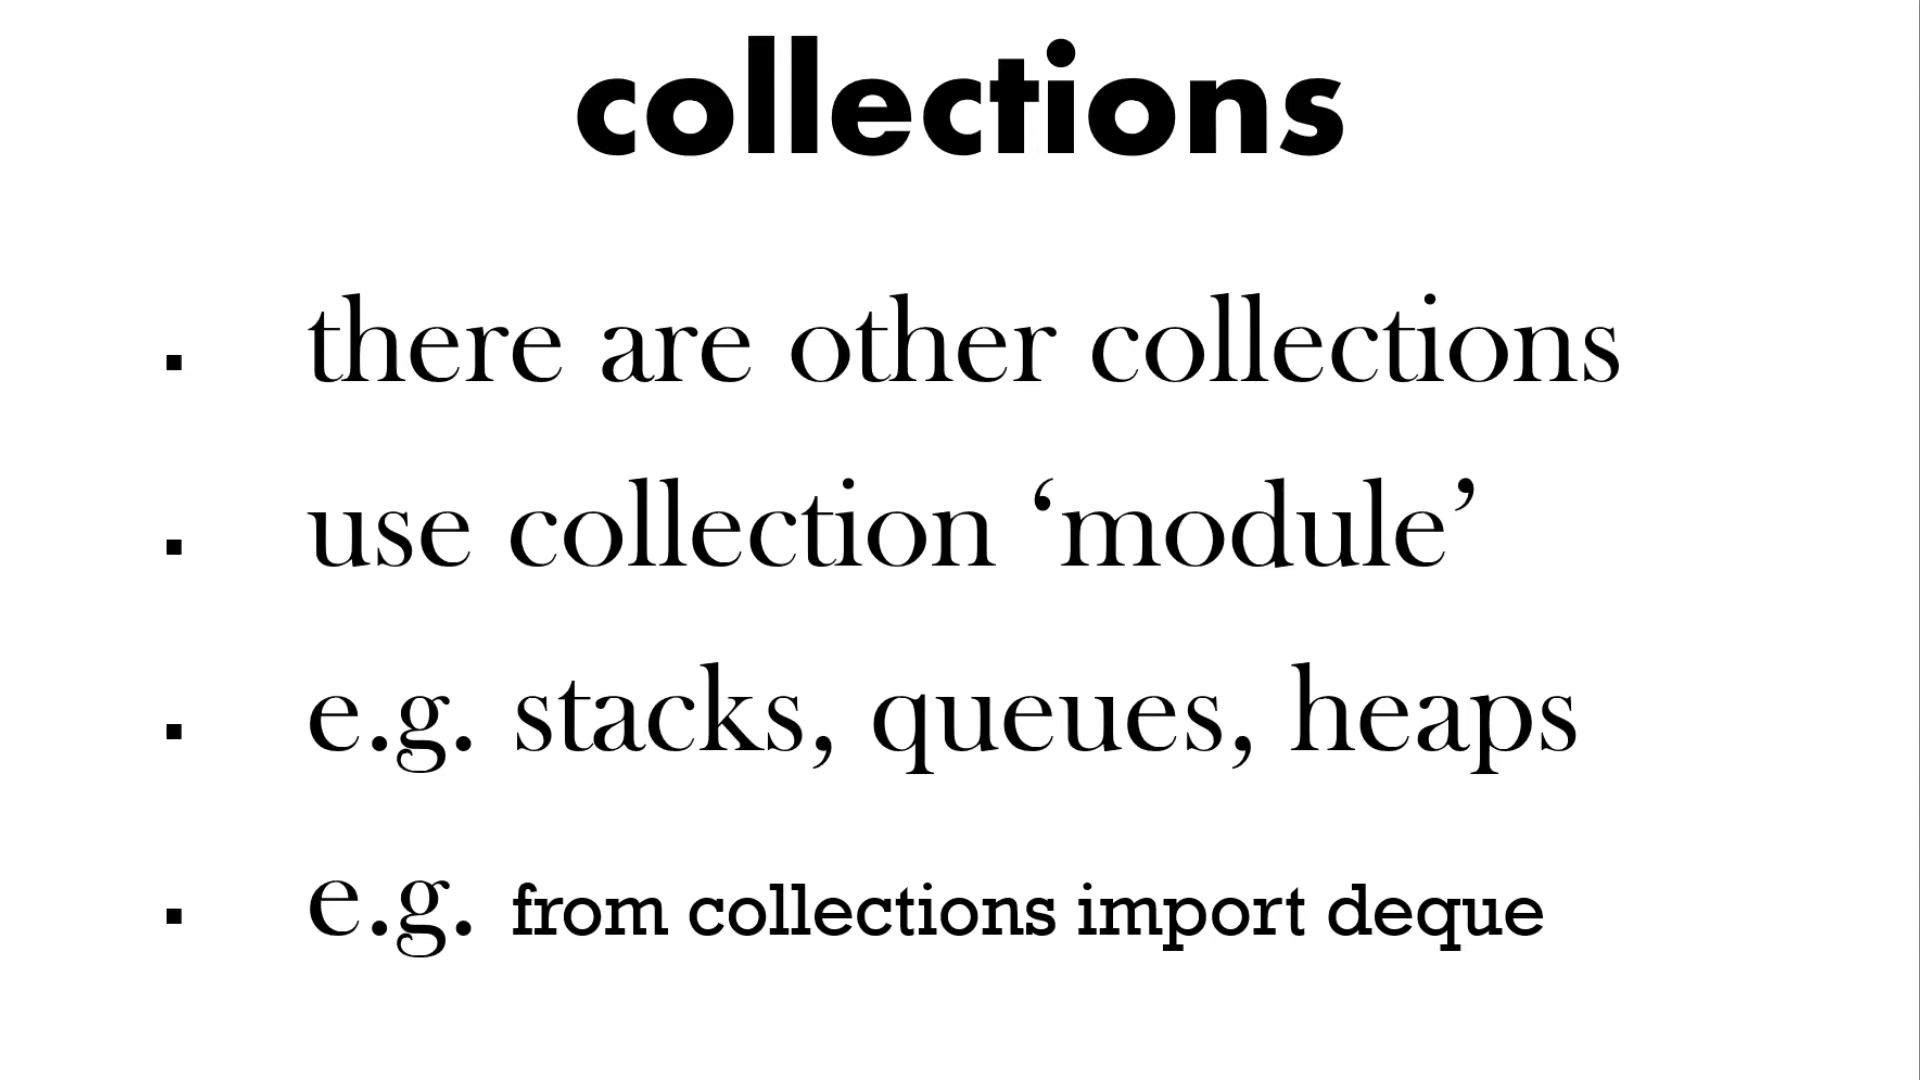 collections
▪ there are other collections
▪ use collection ‘module’
▪ e.g. stacks, queues, heaps
▪ e.g. from collections import deque